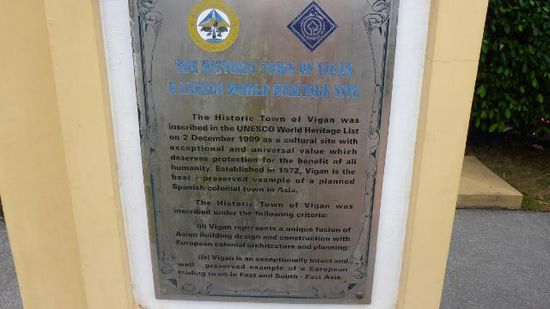 THE HISTORIC TOWN OF VIGAN
A UNESCO WORLD HERITAGE SITE
The Historic Town of Vigan was
inscribed in the UNESCO World Heritage List
on 2 December 1999 as a cultural site with
exceptional and universal value which
deserves protection for the benefit of all
humanity. Established in 1572, Vigan is the
best - preserved example of a planned
Spanish colonial town in Asia.
The Historic Town of Vigan was
inscribed under the following criteria:
(ii) Vigan represents a unique fusion of
Asian building design and construction with
European colonial architecture and planning;
(iv) Vigan is an exceptionally intact and
well - preserved example of a European
trading town in East and South - East Asia.